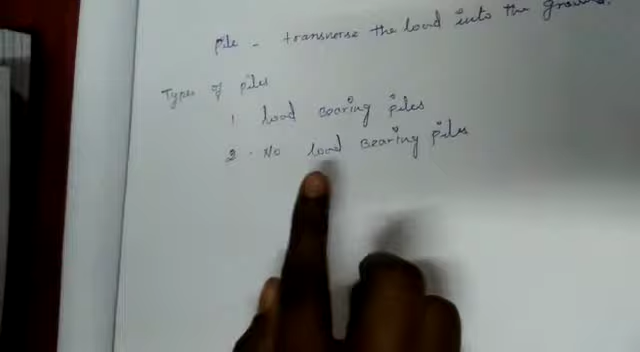 pile - transverse the load into the ground.
Types of piles
1 load Bearing piles
2. No load Bearing piles